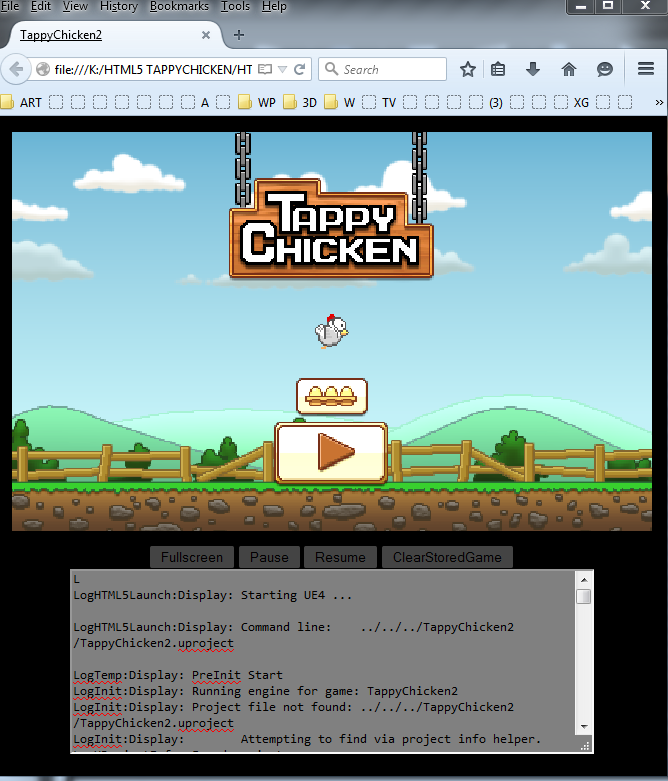 File Edit View History Bookmarks Tools Help
TappyChicken2
file:///K:/HTML5 TAPPYCHICKEN/HT
Search
ART A WP 3D W TV (3) XG »
TAPPY
CHICKEN
Fullscreen Pause Resume ClearStoredGame
L
LogHTML5Launch:Display: Starting UE4 ...
LogHTML5Launch:Display: Command line: ../../../TappyChicken2
/TappyChicken2.uproject
LogTemp:Display: PreInit Start
LogInit:Display: Running engine for game: TappyChicken2
LogInit:Display: Project file not found: ../../../TappyChicken2
/TappyChicken2.uproject
LogInit:Display: Attempting to find via project info helper.